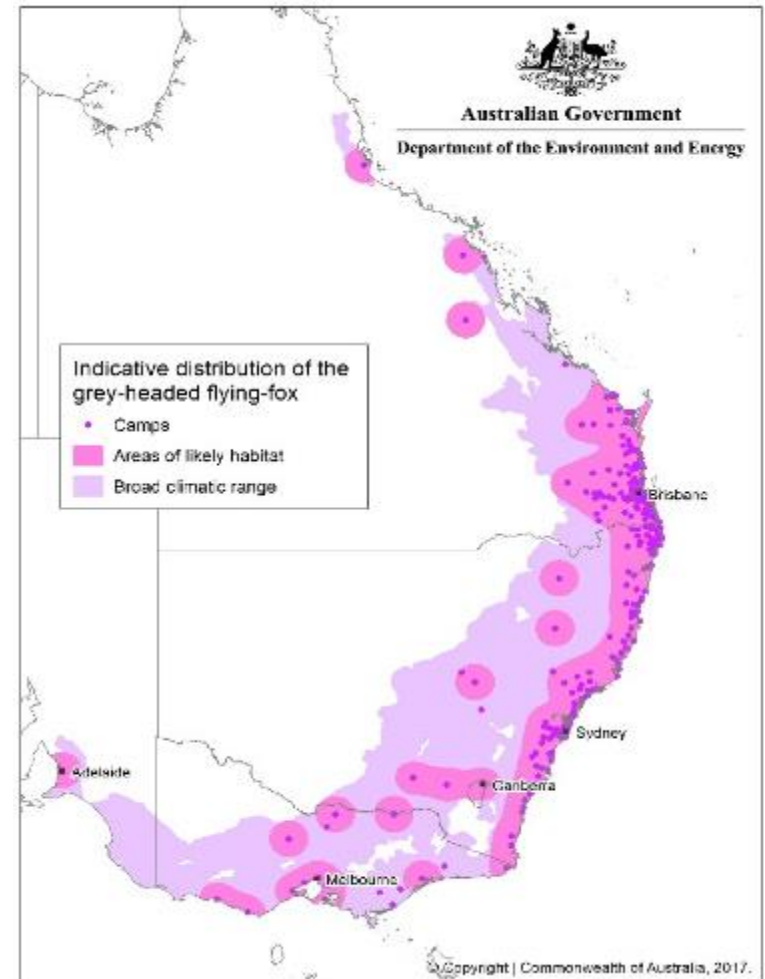 Australian Government
Department of the Environment and Energy
Indicative distribution of the
grey-headed flying-fox
Camps
Areas of likely habitat
Broad climatic range
Brisbane
Sydney
Adelaide
Canberra
Melbourne
© Copyright | Commonwealth of Australia, 2017.